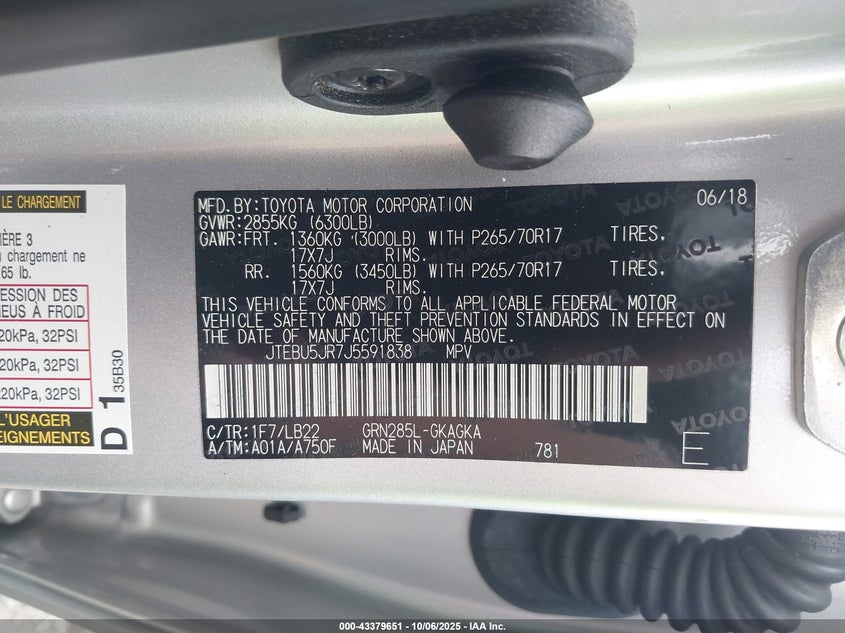 LE CHARGEMENT
IÈRE 3
u chargement ne
65 lb.
ESSION DES
NEUS À FROID
20kPa, 32PSI
20kPa, 32PSI
20kPa, 32PSI
L'USAGER
EIGNEMENTS
D 1 35B30
MFD.BY:TOYOTA MOTOR CORPORATION 06/18
GVWR:2855KG (6300LB)
GAWR:FRT. 1360KG (3000LB) WITH P265/70R17 TIRES,
17X7J RIMS.
RR. 1560KG (3450LB) WITH P265/70R17 TIRES,
17X7J RIMS.
THIS VEHICLE CONFORMS TO ALL APPLICABLE FEDERAL MOTOR
VEHICLE SAFETY AND THEFT PREVENTION STANDARDS IN EFFECT ON
THE DATE OF MANUFACTURE SHOWN ABOVE.
JTEBU5JR7J5591838 MPV
C/TR:1F7/LB22 GRN285L-GKAGKA
A/TM:A01A/A750F MADE IN JAPAN 781 E
000-43379651 - 10/06/2025 - IAA Inc.